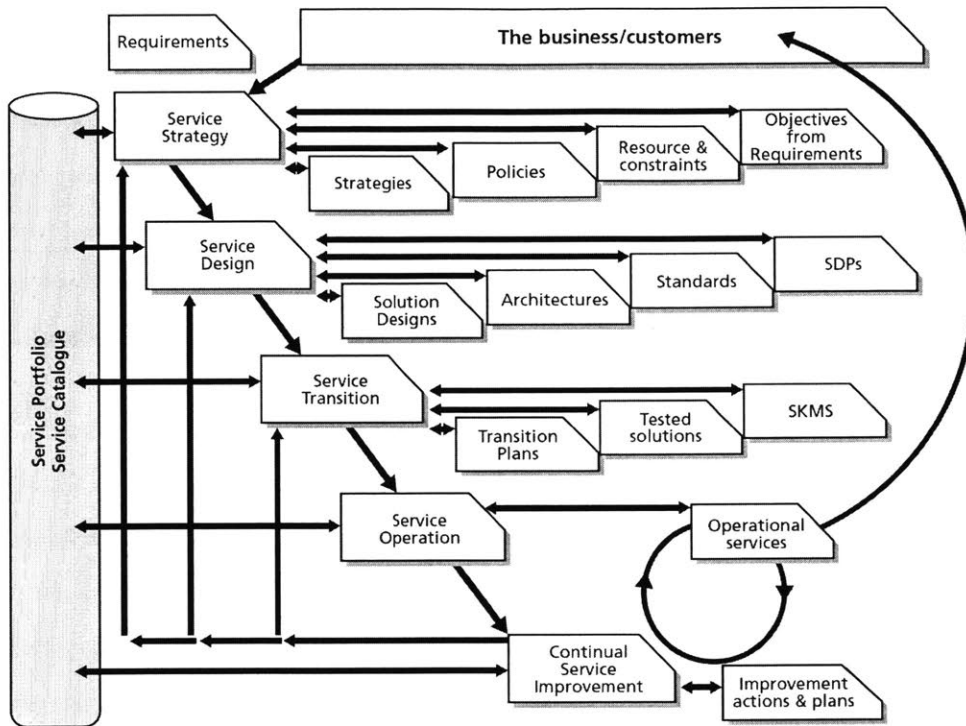 Requirements
The business/customers
Service
Strategy
Objectives
from
Requirements
Resource &
constraints
Policies
Strategies
Service
Design
SDPs
Standards
Architectures
Solution
Designs
Service
Transition
SKMS
Tested
solutions
Transition
Plans
Service
Operation
Operational
services
Continual
Service
Improvement
Improvement
actions & plans
Service Portfolio
Service Catalogue